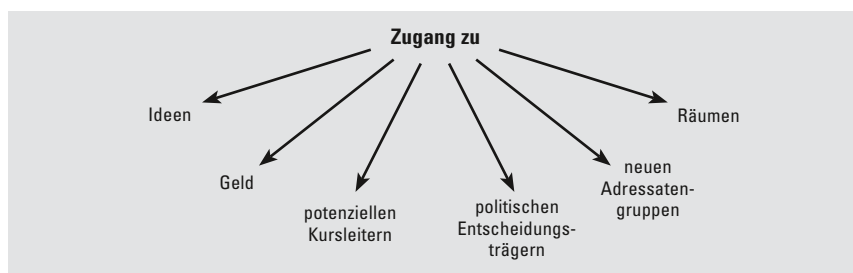 Zugang zu
Ideen
Geld
potenziellen
Kursleitern
politischen
Entscheidungs-
trägern
neuen
Adressaten-
gruppen
Räumen